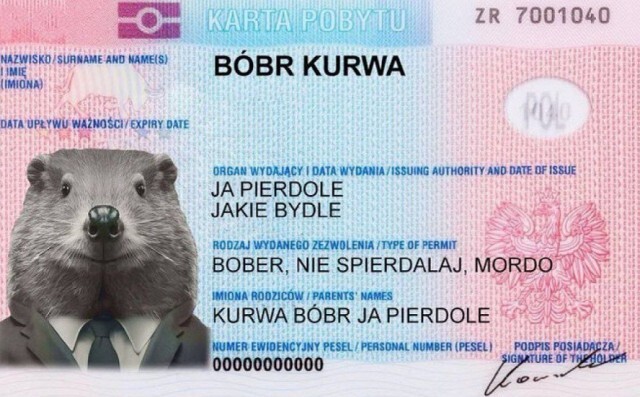 KARTA POBYTU
ZR 7001040
NAZWISKO/SURNAME AND NAME(S)
I IMIĘ
(IMIONA)
BÓBR KURWA
POL
DATA UPŁYWU WAŻNOŚCI/EXPIRY DATE
ORGAN WYDAJĄCY I DATA WYDANIA/ISSUING AUTHORITY AND DATE OF ISSUE
JA PIERDOLE
JAKIE BYDLE
RODZAJ WYDANEGO ZEZWOLENIA/TYPE OF PERMIT
BOBER, NIE SPIERDALAJ, MORDO
IMIONA RODZICÓW / PARENTS' NAMES
KURWA BÓBR JA PIERDOLE
NUMER EWIDENCYJNY PESEL / PERSONAL NUMBER (PESEL)
00000000000
PODPIS POSIADACZA/
SIGNATURE OF THE HOLDER